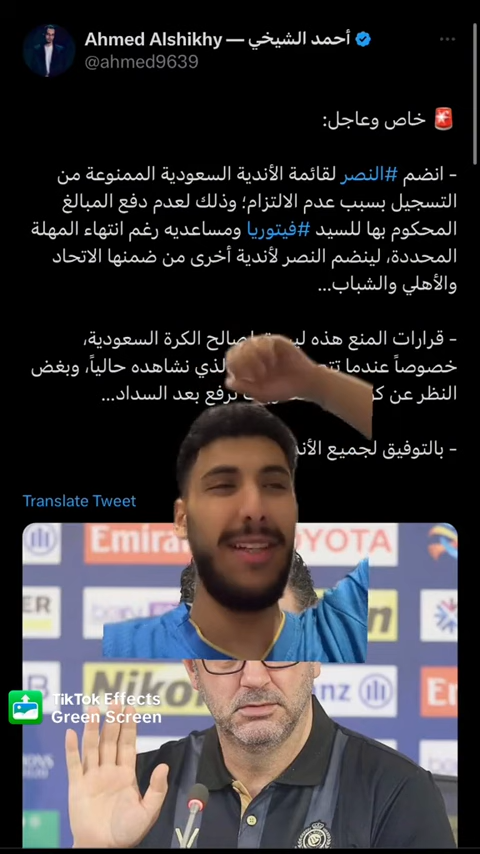 Ahmed Alshikhy — أحمد الشيخي
@ahmed9639
🚨 خاص وعاجل:
- انضم #النصر لقائمة الأندية السعودية الممنوعة من
التسجيل بسبب عدم الالتزام؛ وذلك لعدم دفع المبالغ
المحكوم بها للسيد #فيتوريا ومساعديه رغم انتهاء المهلة
المحددة، لينضم النصر لأندية أخرى من ضمنها الاتحاد
والأهلي والشباب...
- قرارات المنع هذه الكرة السعودية،
خصوصاً عندما الذي نشاهده حالياً، وبغض
النظر عن ترفع بعد السداد...
- بالتوفيق لجميع
Translate Tweet
Emira
TOYOTA
Nikon
TikTok Effects
Green Screen